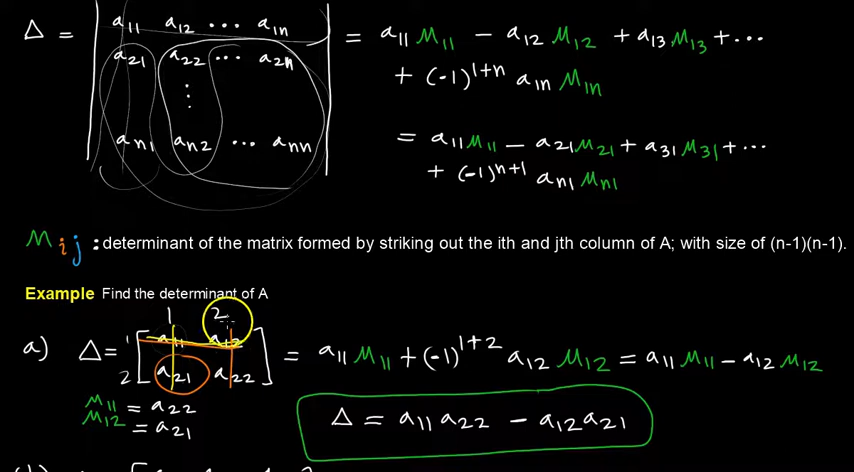 Δ = | a11 a12 ... a1n | = a11 M11 - a12 M12 + a13 M13 + ...
a21 a22 ... a2n
+ (-1)^1+n a1n M1n
⋮
an1 an2 ... ann = a11 M11 - a21 M21 + a31 M31 + ...
+ (-1)^n+1 an1 Mn1
M ij : determinant of the matrix formed by striking out the ith and jth column of A; with size of (n-1)(n-1).
Example Find the determinant of A
1 2
a) Δ = 1 [ a11 a12 ] = a11 M11 + (-1)^1+2 a12 M12 = a11 M11 - a12 M12
2 a21 a22
M11 = a22
M12 = a21
Δ = a11 a22 - a12 a21